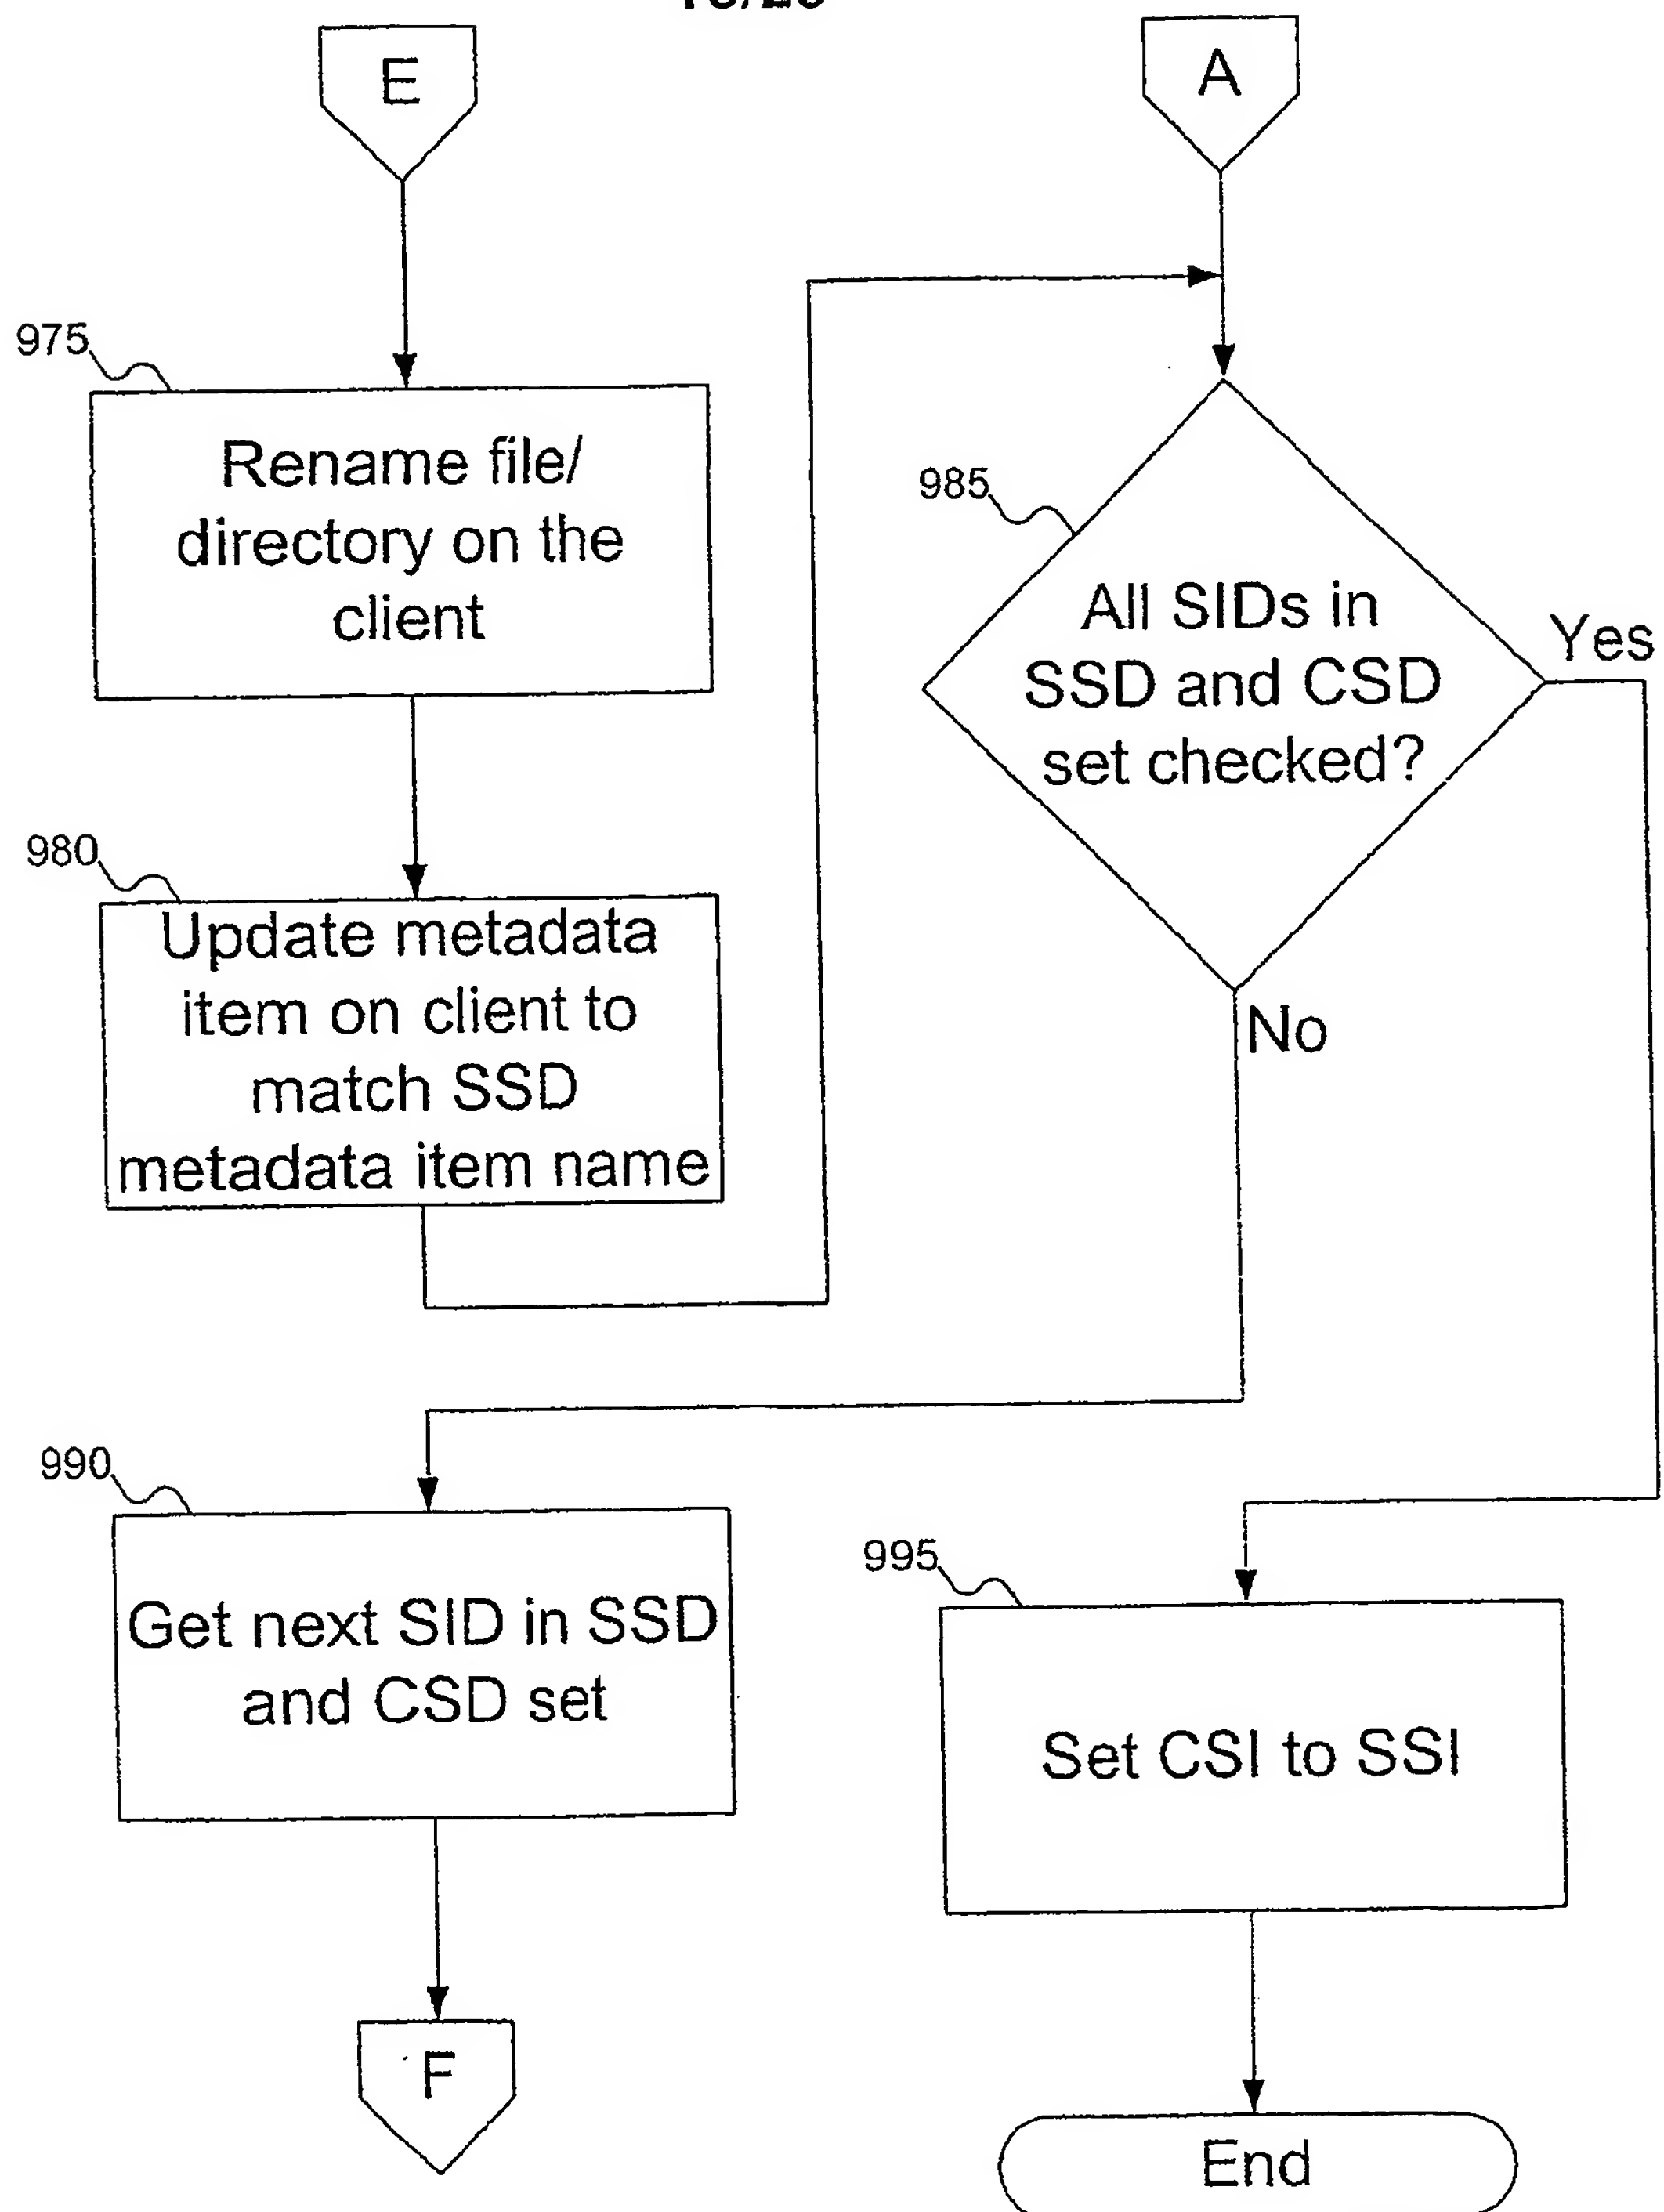 E
A
975
Rename file/
directory on the
client
985
All SIDs in
SSD and CSD
set checked?
Yes
No
980
Update metadata
item on client to
match SSD
metadata item name
990
Get next SID in SSD
and CSD set
995
Set CSI to SSI
F
End